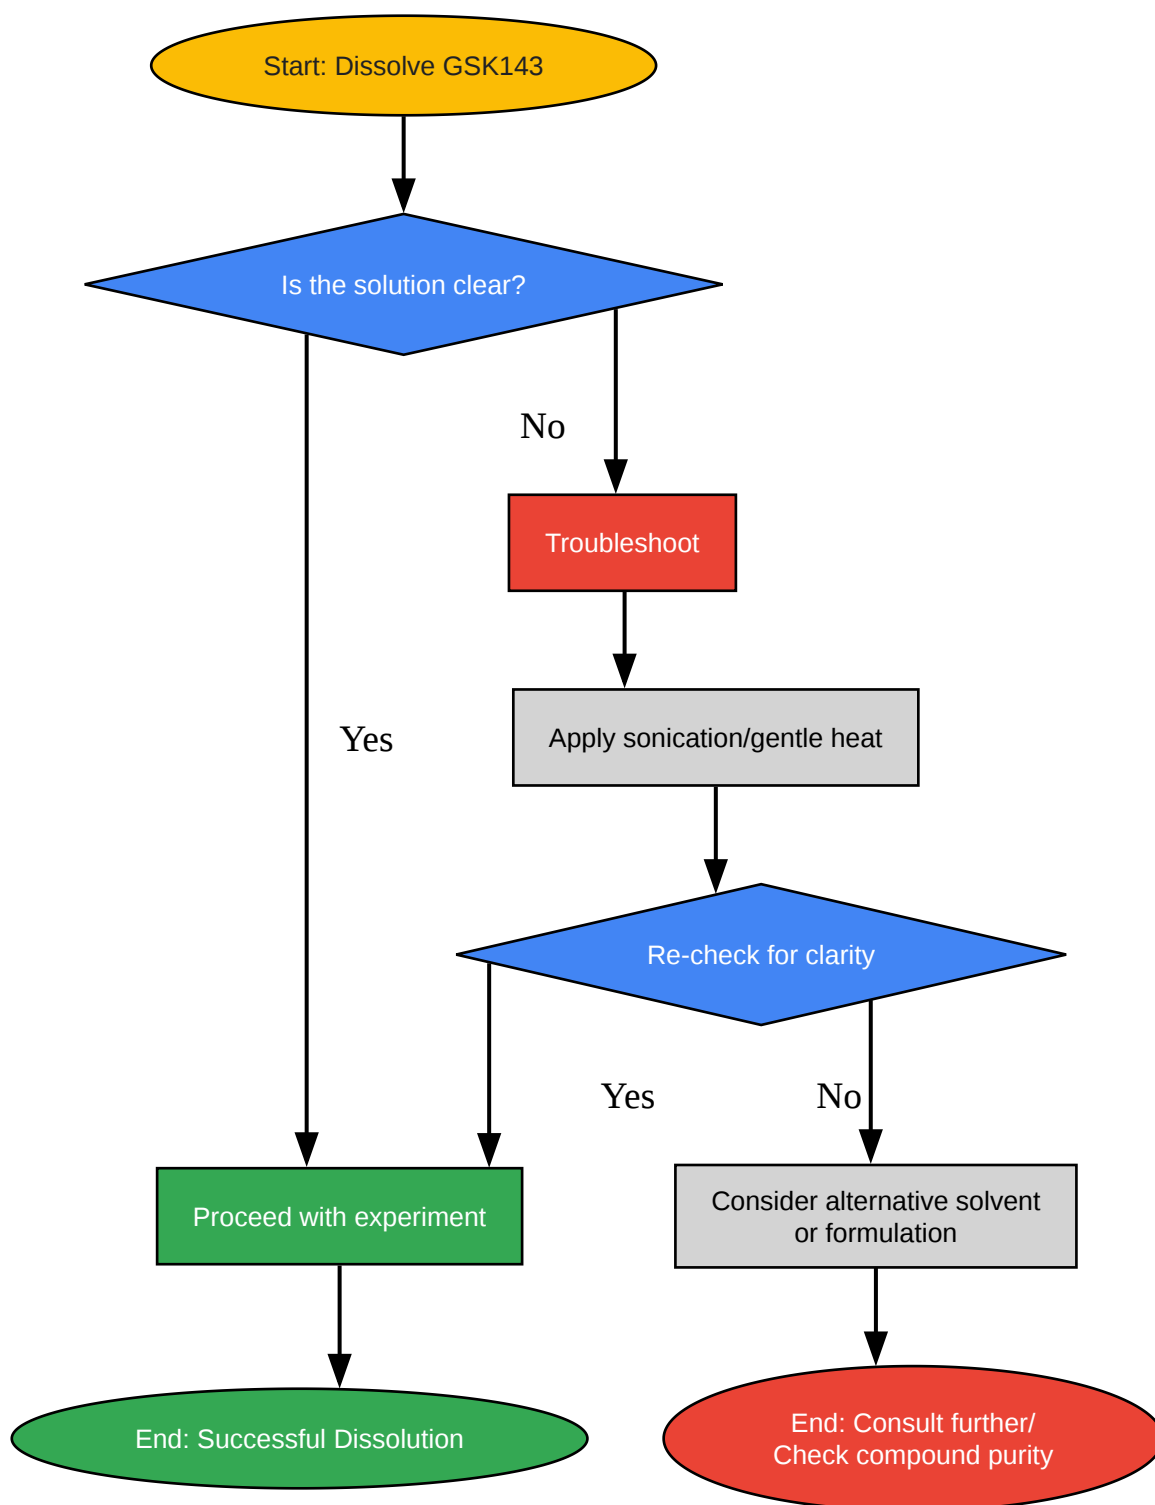 Start: Dissolve GSK143
Is the solution clear?
No
Troubleshoot
Yes
Apply sonication/gentle heat
Re-check for clarity
Yes
No
Proceed with experiment
Consider alternative solvent
or formulation
End: Successful Dissolution
End: Consult further/
Check compound purity